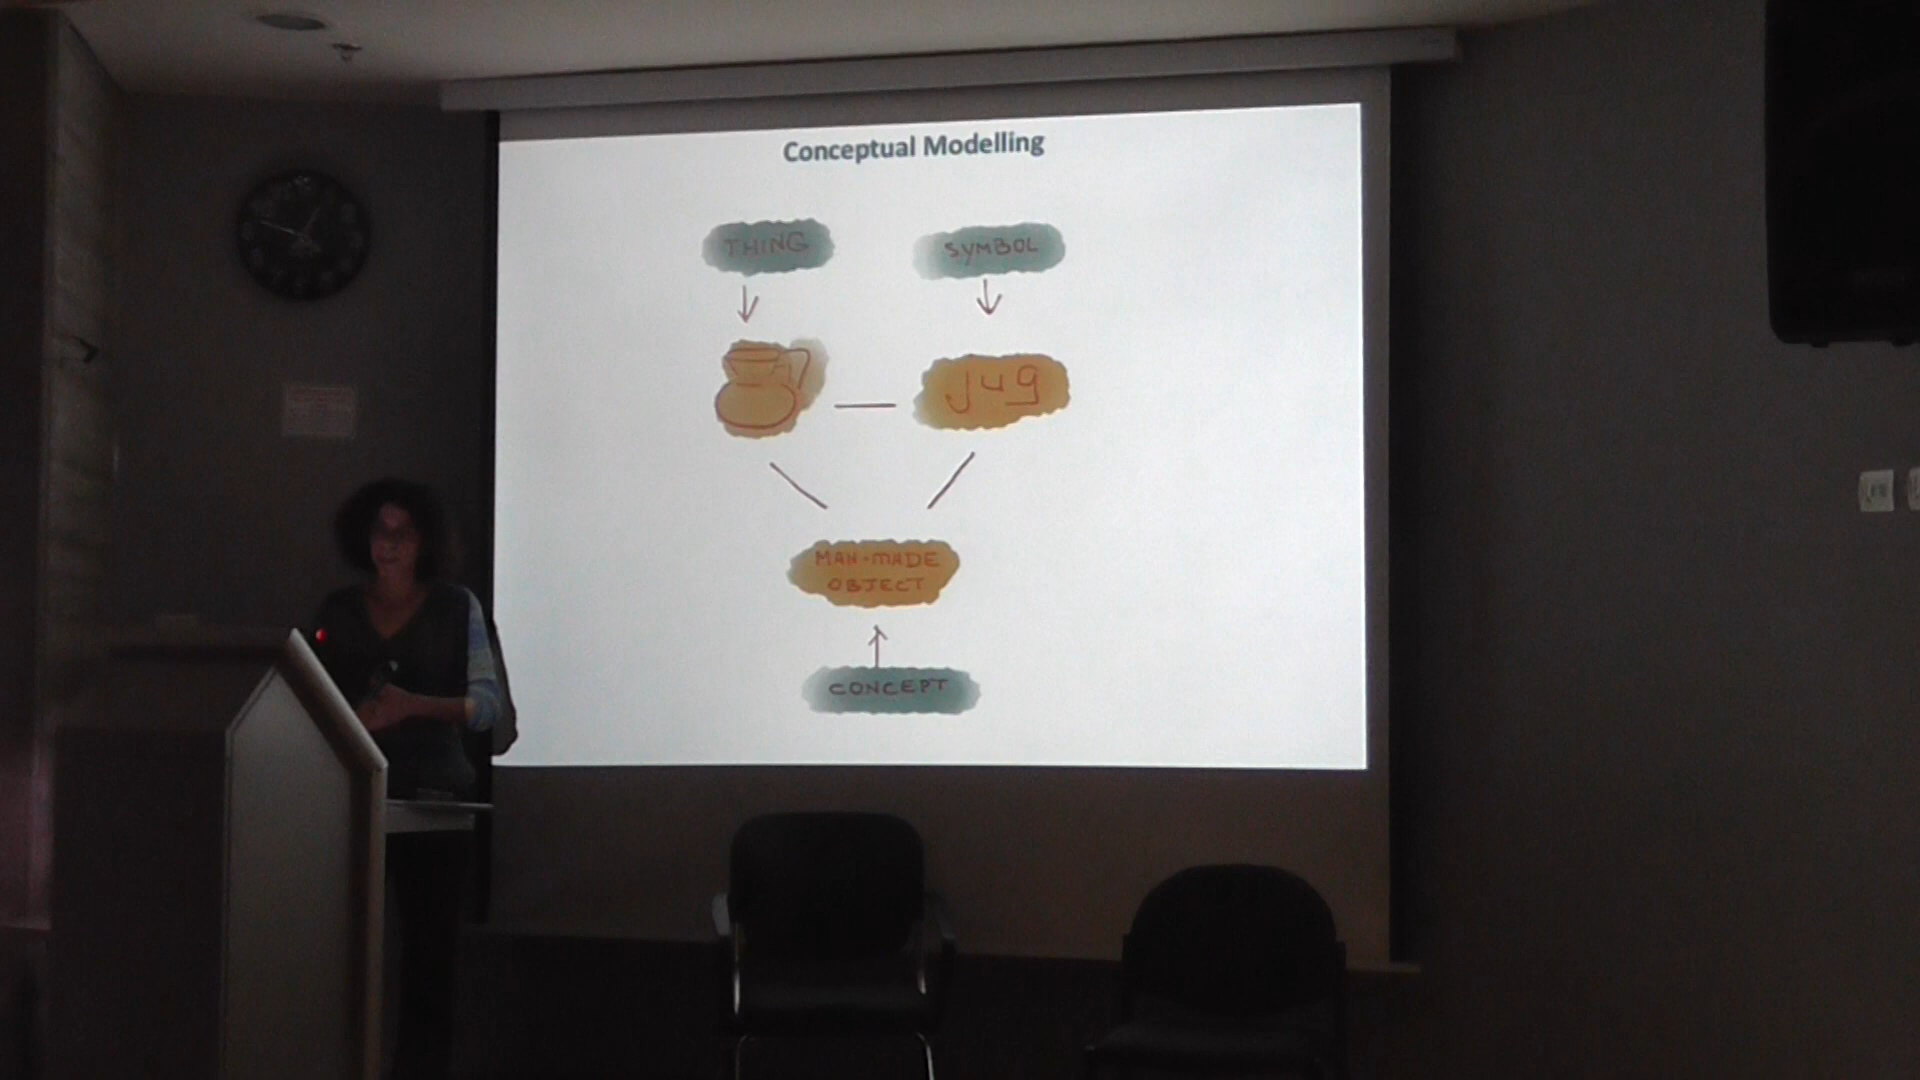 Conceptual Modelling
THING
SYMBOL
jug
MAN-MADE
OBJECT
CONCEPT